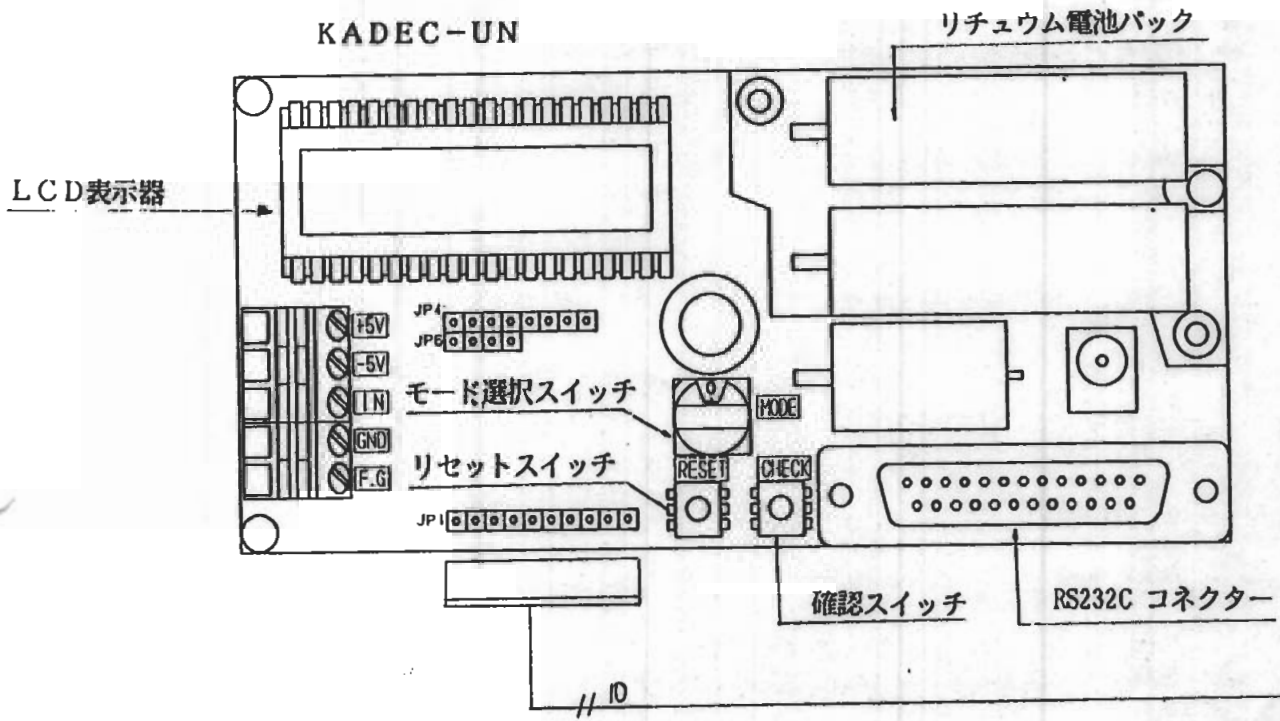 KADEC-UN
リチュウム電池パック
LCD表示器
+5V
-5V
IN
GND
F.G
JP4
JP5
モード選択スイッチ
MODE
リセットスイッチ
RESET
CHECK
JP1
確認スイッチ
RS232C コネクター
10